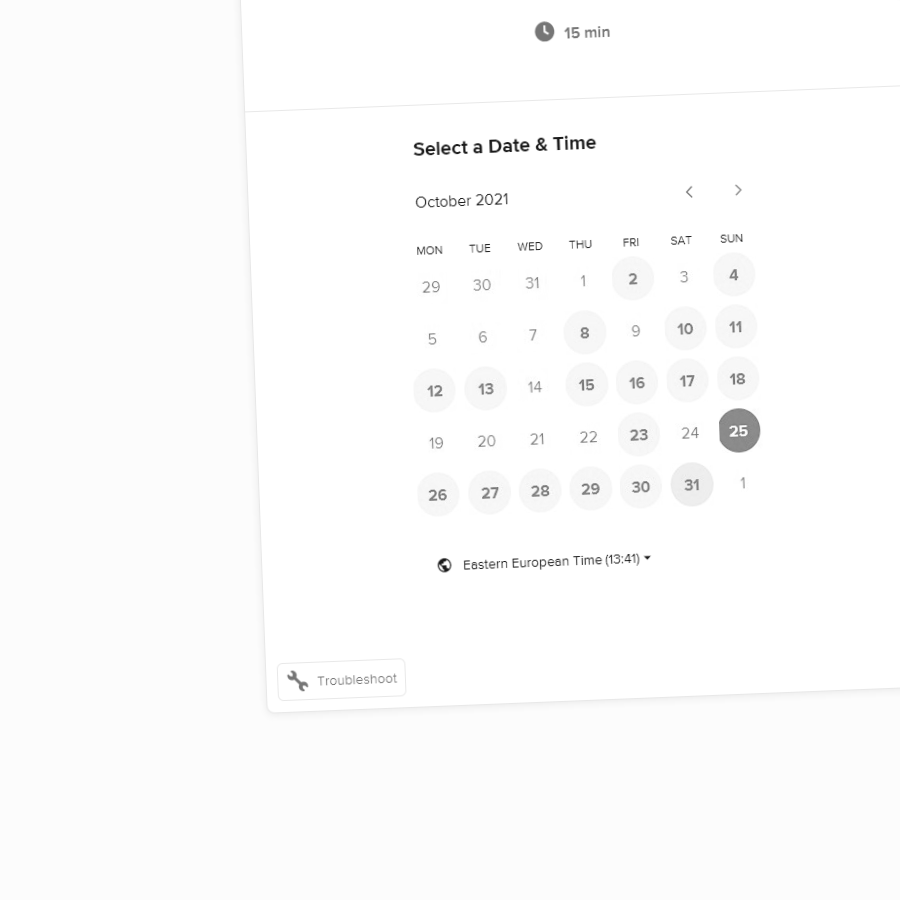 15 min
Select a Date & Time
October 2021
MON TUE WED THU FRI SAT SUN
29 30 31 1 2 3 4
5 6 7 8 9 10 11
12 13 14 15 16 17 18
19 20 21 22 23 24 25
26 27 28 29 30 31 1
Eastern European Time (13:41)
Troubleshoot